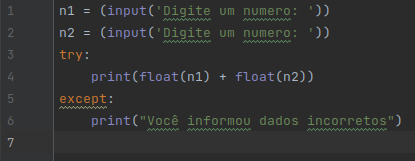 1 n1 = (input('Digite um numero: '))
2 n2 = (input('Digite um numero: '))
3 try:
4     print(float(n1) + float(n2))
5 except:
6     print("Você informou dados incorretos")
7